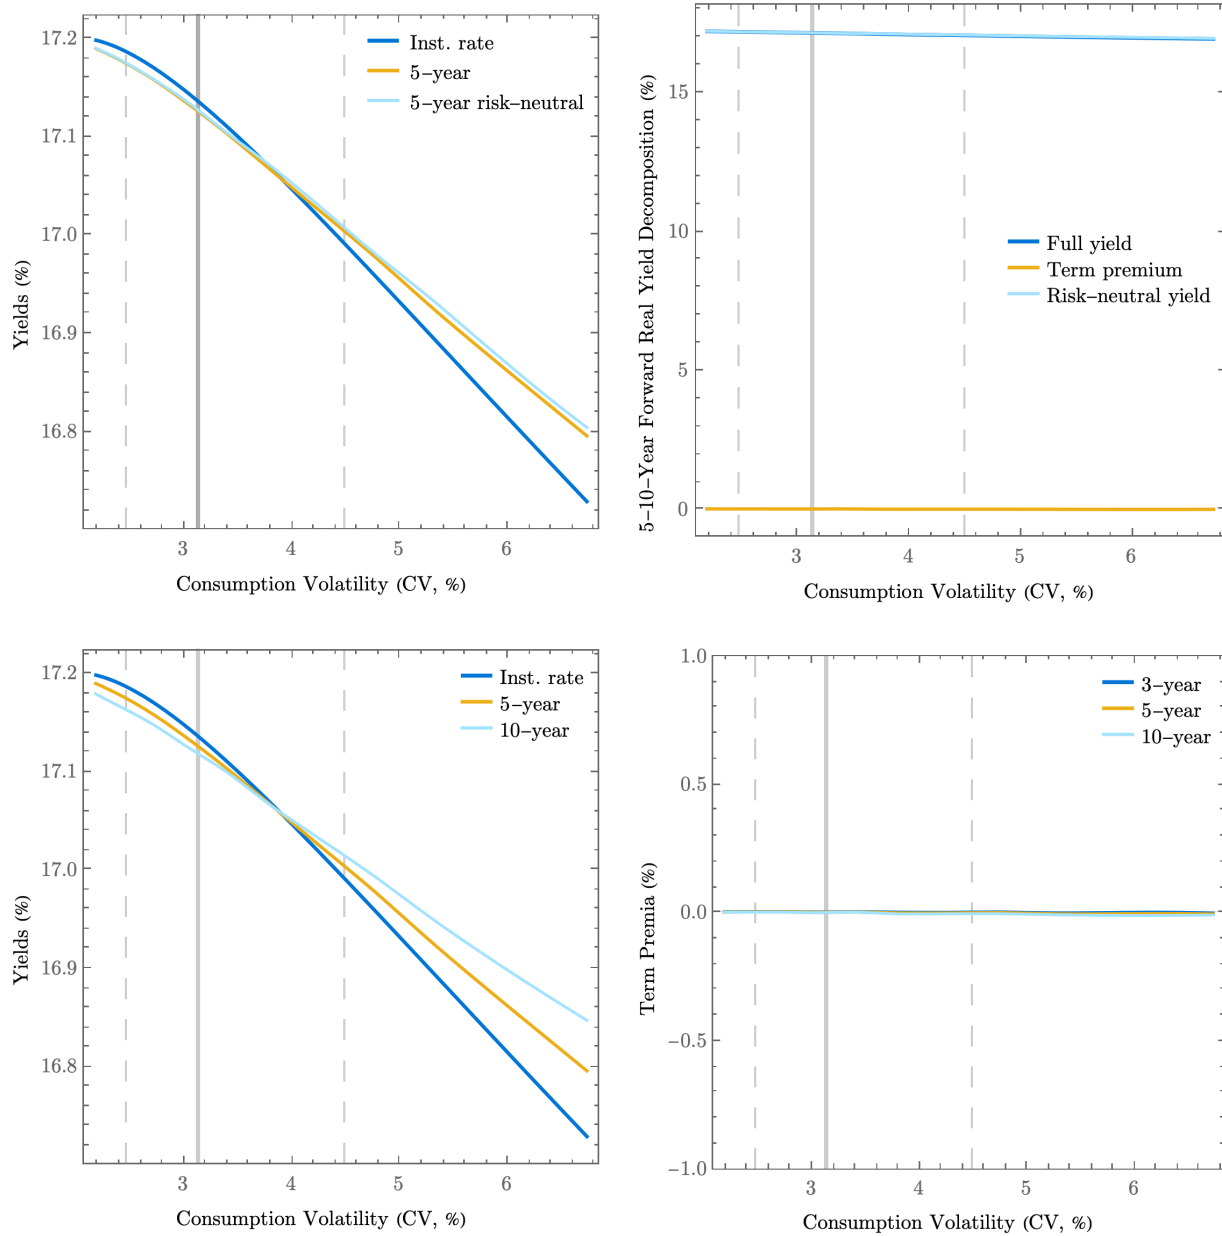 17.2
17.1
17.0
16.9
16.8
Yields (%)
Inst. rate
5−year
5−year risk−neutral
3
4
5
6
Consumption Volatility (CV, %)
15
10
5
0
5−10−Year Forward Real Yield Decomposition (%)
Full yield
Term premium
Risk−neutral yield
3
4
5
6
Consumption Volatility (CV, %)
17.2
17.1
17.0
16.9
16.8
Yields (%)
Inst. rate
5−year
10−year
3
4
5
6
Consumption Volatility (CV, %)
1.0
0.5
0.0
−0.5
−1.0
Term Premia (%)
3−year
5−year
10−year
3
4
5
6
Consumption Volatility (CV, %)